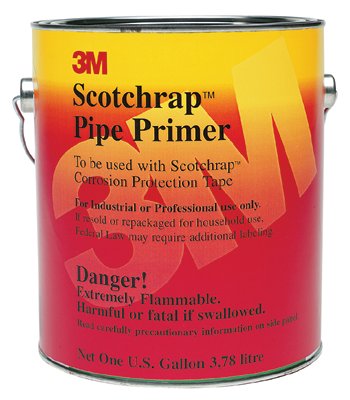 3M
Scotchrap™
Pipe Primer
To be used with Scotchrap™
Corrosion Protection Tape
For Industrial or Professional use only.
If resold or repackaged for household use,
Federal Law may require additional labeling.
3M
Danger!
Extremely Flammable.
Harmful or fatal if swallowed.
Read carefully precautionary information on side panel.
Net One U.S. Gallon 3,78 litre